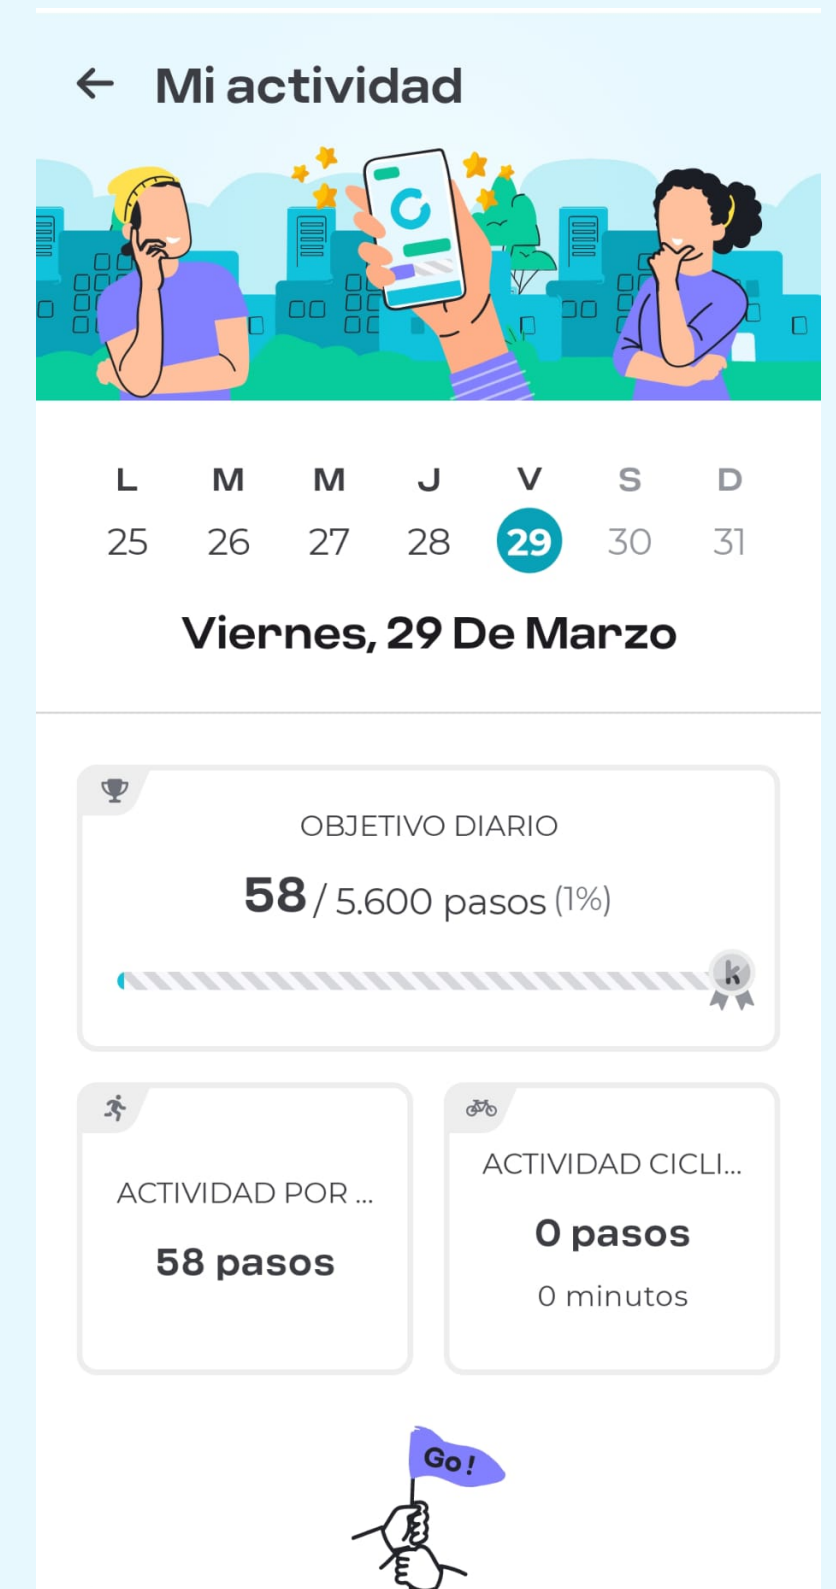 Mi actividad
L M M J V S D
25 26 27 28 29 30 31
Viernes, 29 De Marzo
OBJETIVO DIARIO
58 / 5.600 pasos (1%)
k
ACTIVIDAD POR ...
58 pasos
ACTIVIDAD CICLI...
0 pasos
0 minutos
Go!